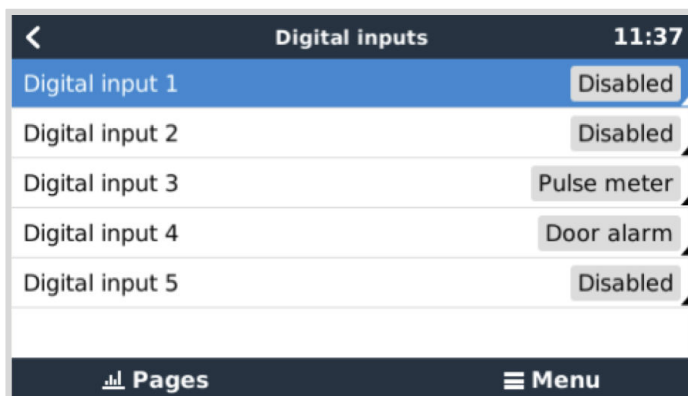 Digital inputs 11:37
Digital input 1 Disabled
Digital input 2 Disabled
Digital input 3 Pulse meter
Digital input 4 Door alarm
Digital input 5 Disabled
Pages Menu